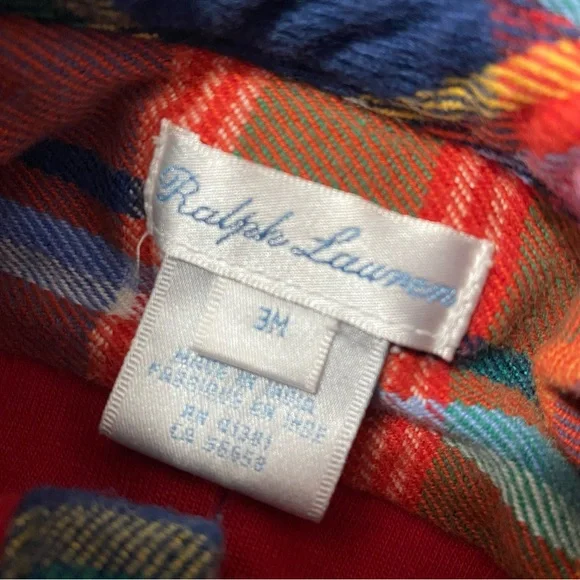 Ralph Lauren
3M
MADE IN INDIA
FABRIQUE EN INDE
RN 41381
CA 56658